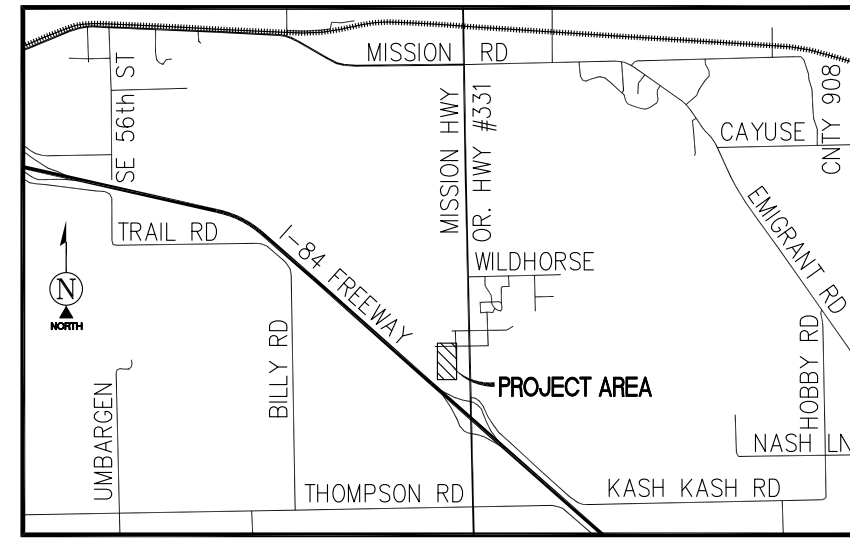 MISSION RD
SE 56th ST
MISSION HWY
OR. HWY #331
CNTY 908
CAYUSE
EMIGRANT RD
TRAIL RD
I-84 FREEWAY
WILDHORSE
N
NORTH
BILLY RD
PROJECT AREA
HOBBY RD
UMBARGEN
NASH LN
THOMPSON RD
KASH KASH RD